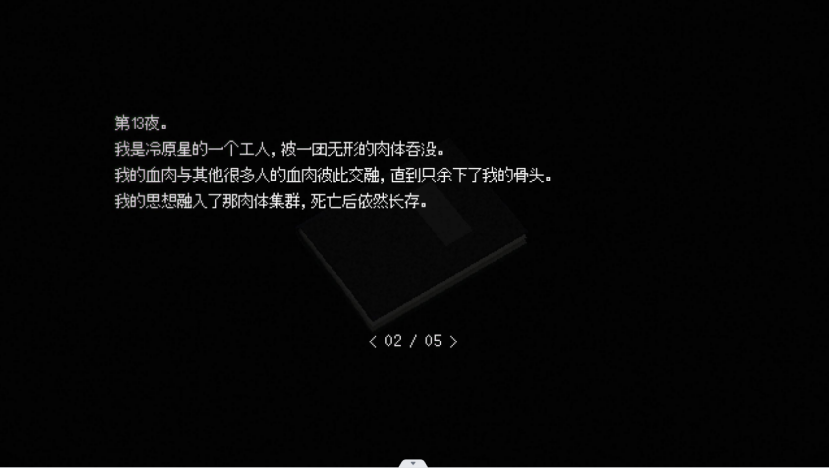 第13夜。
我是冷原星的一个工人，被一团无形的肉体吞没。
我的血肉与其他很多人的血肉彼此交融，直到只余下了我的骨头。
我的思想融入了那肉体集群，死亡后依然长存。
< 02 / 05 >